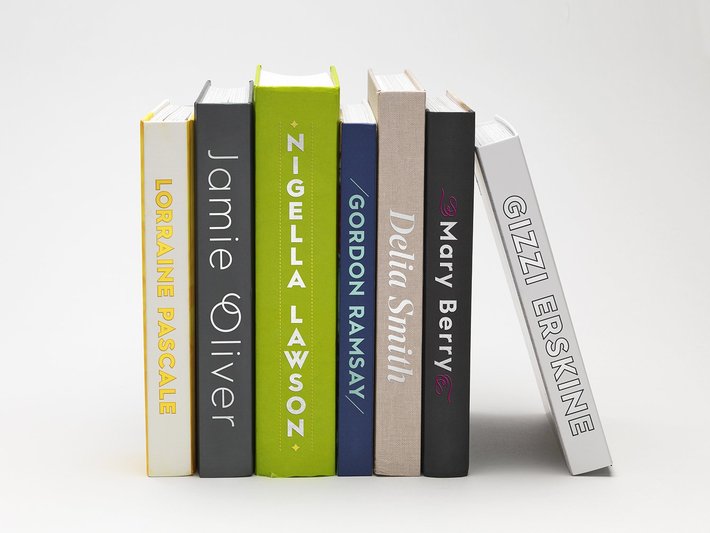 LORRAINE PASCALE
Jamie Oliver
NIGELLA LAWSON
/GORDON RAMSAY/
Delia Smith
Mary Berry
GIZZI ERSKINE